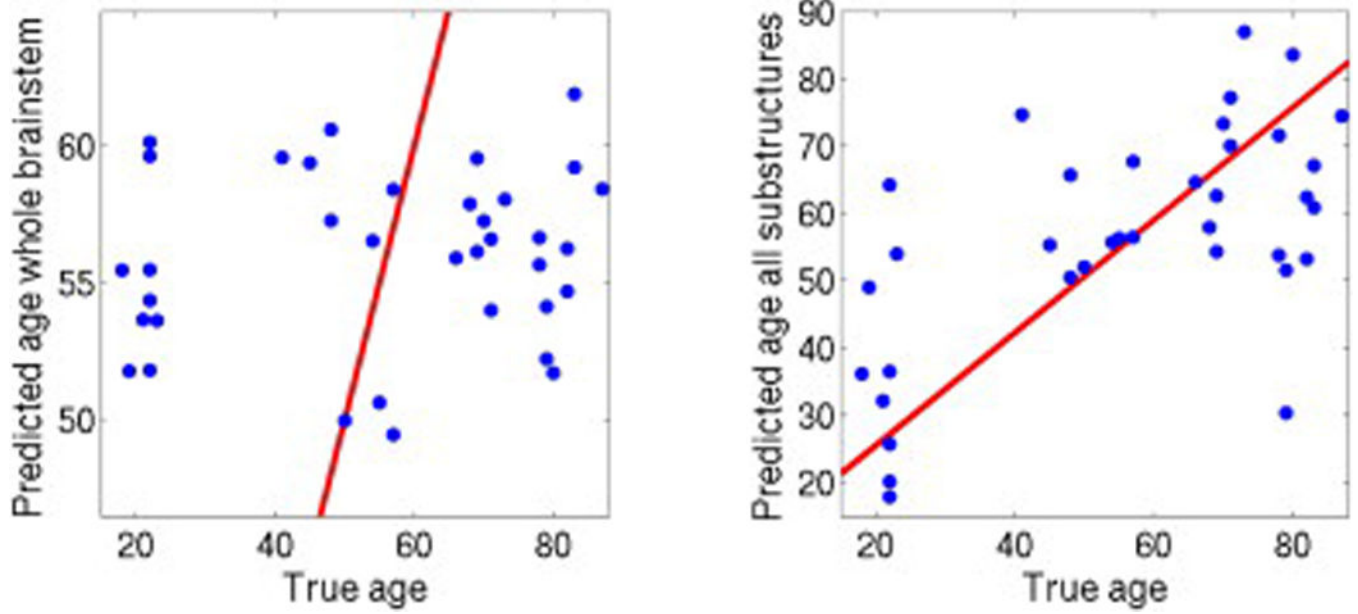 Predicted age whole brainstem
60
55
50
20 40 60 80
True age
Predicted age all substructures
90
80
70
60
50
40
30
20
20 40 60 80
True age